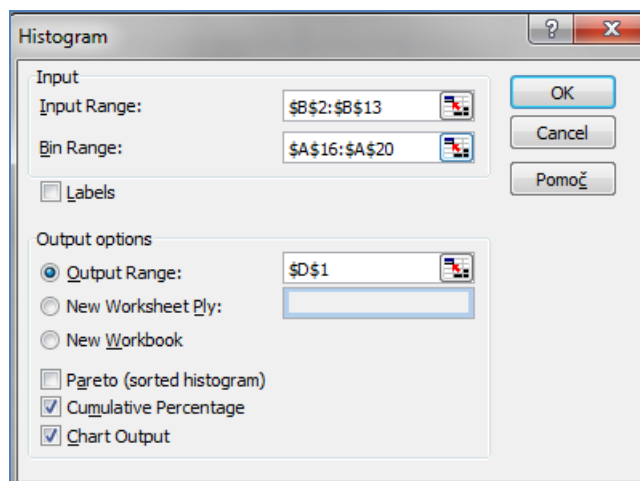 Histogram
?
X
Input
Input Range:
$B$2:$B$13
OK
Bin Range:
$A$16:$A$20
Cancel
Labels
Pomoč
Output options
Output Range:
$D$1
New Worksheet Ply:
New Workbook
Pareto (sorted histogram)
Cumulative Percentage
Chart Output